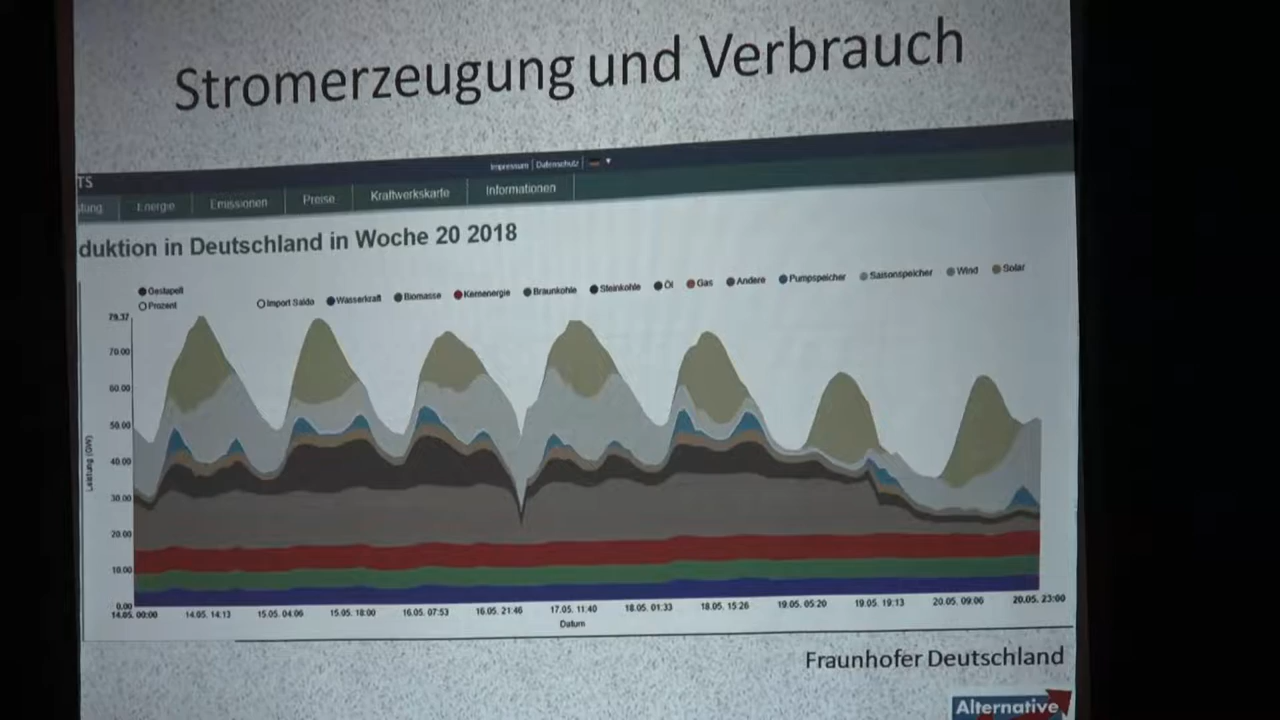 Stromerzeugung und Verbrauch
Impressum | Datenschutz
TS
Energie Emissionen Preise Kraftwerkskarte Informationen
duktion in Deutschland in Woche 20 2018
Gestapelt
Prozent
Import Saldo Wasserkraft Biomasse Kernenergie Braunkohle Steinkohle Öl Gas Andere Pumpspeicher Saisonspeicher Wind Solar
79.37
70.00
60.00
50.00
40.00
30.00
20.00
10.00
0.00
Leistung (GW)
14.05. 00:00 14.05. 14:13 15.05. 04:06 15.05. 18:00 16.05. 07:53 16.05. 21:46 17.05. 11:40 18.05. 01:33 18.05. 15:26 19.05. 05:20 19.05. 19:13 20.05. 09:06 20.05. 23:00
Datum
Fraunhofer Deutschland
Alternative